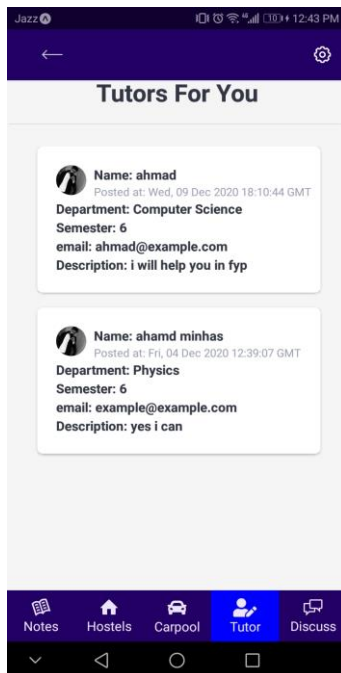 Jazz 12:43 PM
Tutors For You
Name: ahmad
Posted at: Wed, 09 Dec 2020 18:10:44 GMT
Department: Computer Science
Semester: 6
email: ahmad@example.com
Description: i will help you in fyp
Name: ahamd minhas
Posted at: Fri, 04 Dec 2020 12:39:07 GMT
Department: Physics
Semester: 6
email: example@example.com
Description: yes i can
Notes Hostels Carpool Tutor Discuss